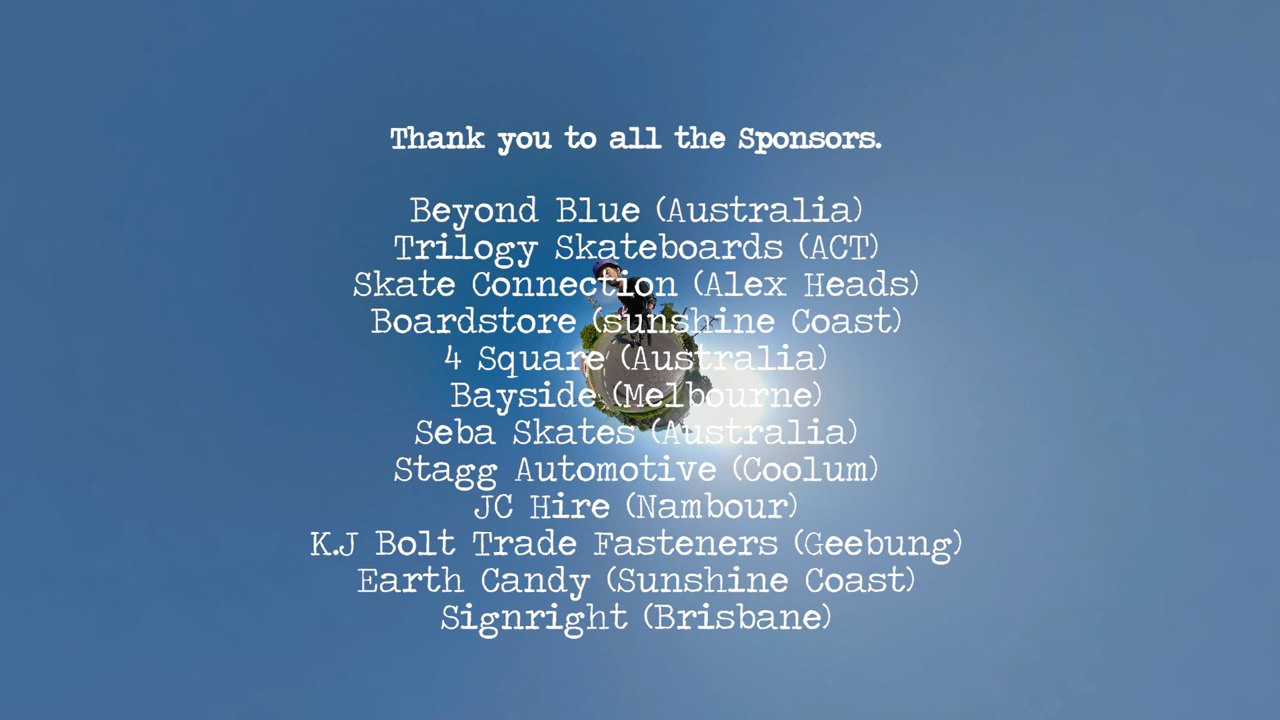 Thank you to all the Sponsors.
Beyond Blue (Australia)
Trilogy Skateboards (ACT)
Skate Connection (Alex Heads)
Boardstore (sunshine Coast)
4 Square (Australia)
Bayside (Melbourne)
Seba Skates (Australia)
Stagg Automotive (Coolum)
JC Hire (Nambour)
K.J Bolt Trade Fasteners (Geebung)
Earth Candy (Sunshine Coast)
Signright (Brisbane)